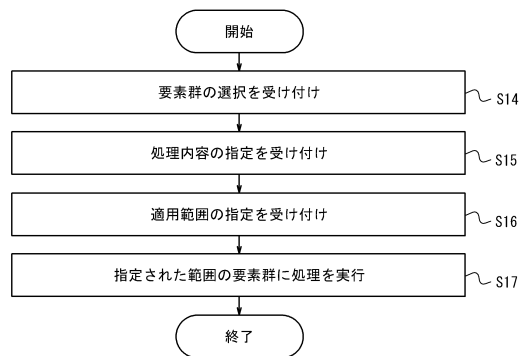 開始
要素群の選択を受け付け
S14
処理内容の指定を受け付け
S15
適用範囲の指定を受け付け
S16
指定された範囲の要素群に処理を実行
S17
終了